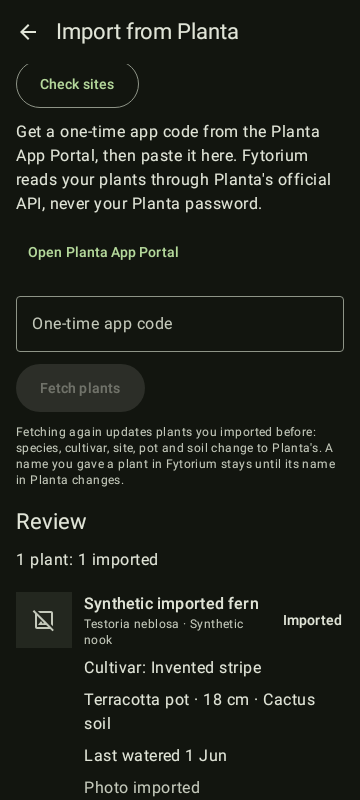 Import from Planta
Check sites
Get a one-time app code from the Planta
App Portal, then paste it here. Fytorium
reads your plants through Planta's official
API, never your Planta password.
Open Planta App Portal
One-time app code
Fetch plants
Fetching again updates plants you imported before:
species, cultivar, site, pot and soil change to Planta's. A
name you gave a plant in Fytorium stays until its name
in Planta changes.
Review
1 plant: 1 imported
Synthetic imported fern
Testoria neblosa · Synthetic
nook
Imported
Cultivar: Invented stripe
Terracotta pot · 18 cm · Cactus
soil
Last watered 1 Jun
Photo imported